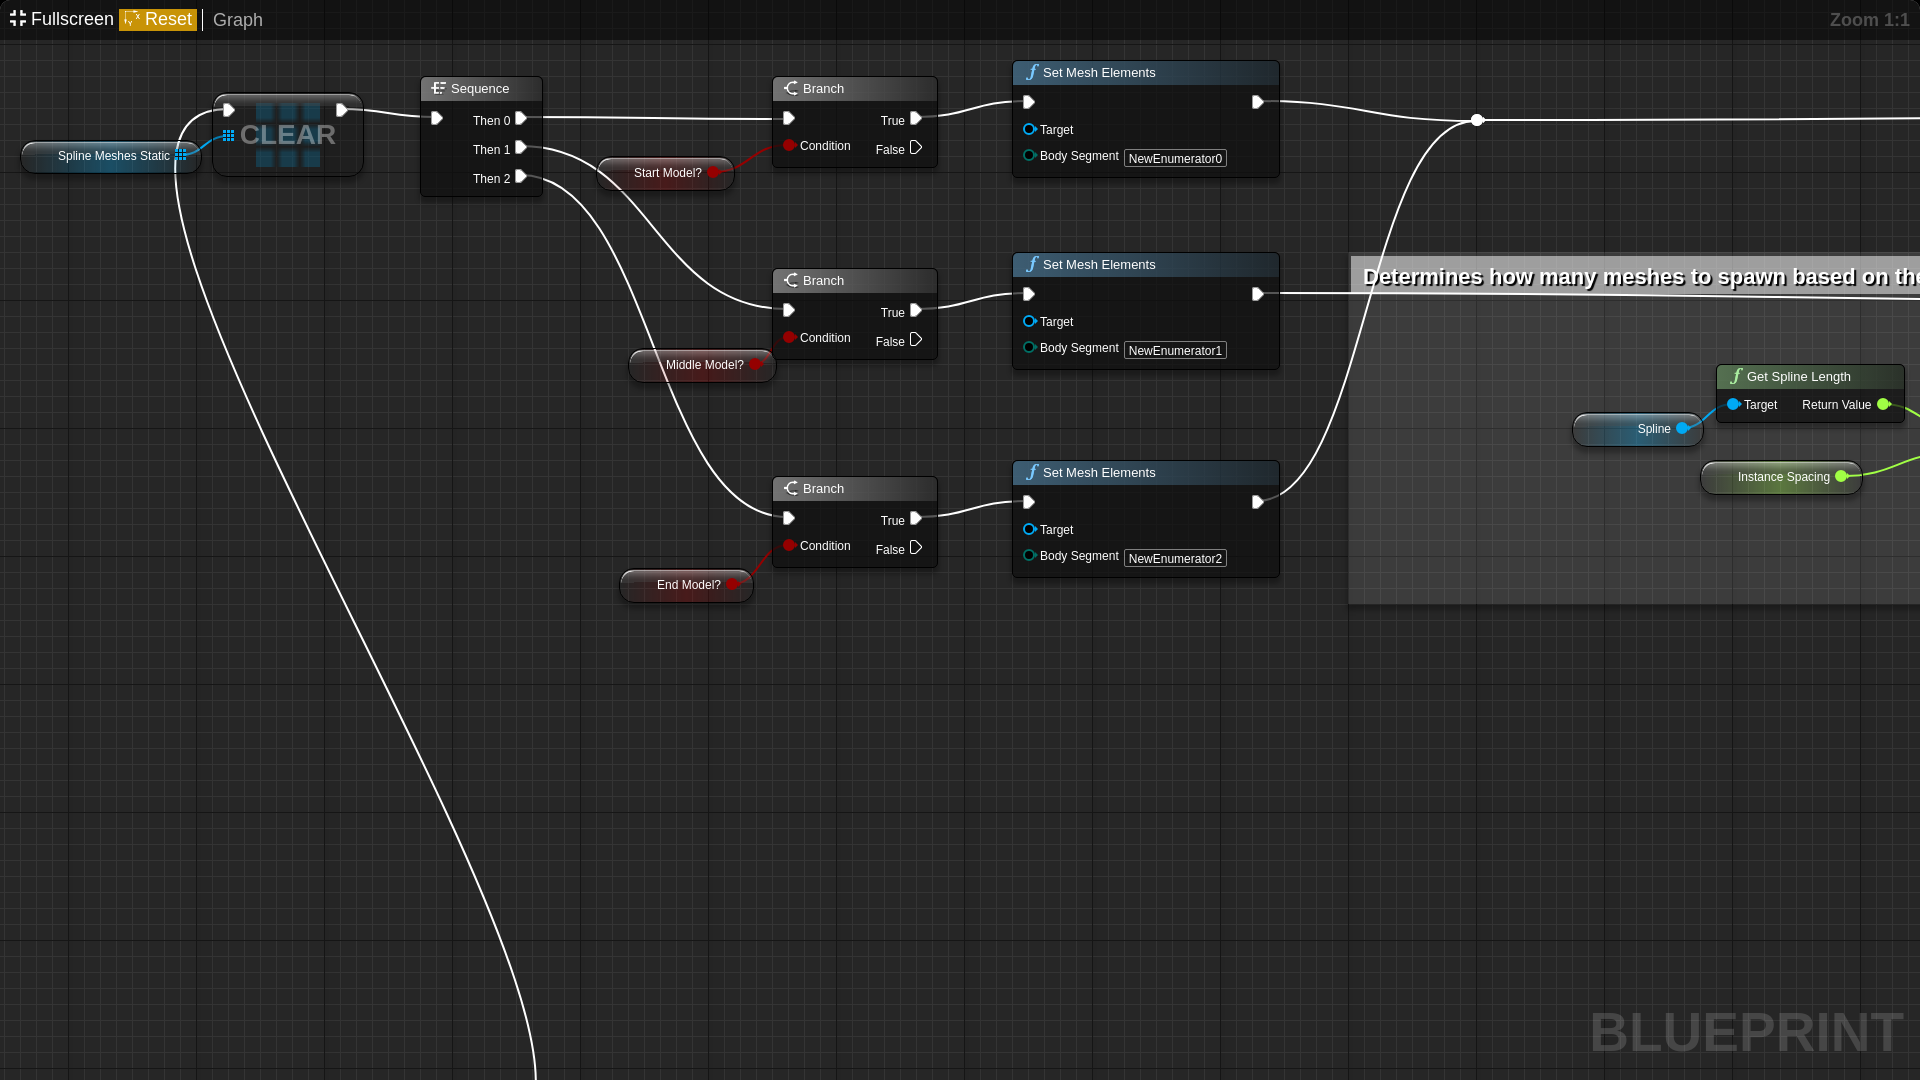 Fullscreen Reset Graph Zoom 1:1
Spline Meshes Static
CLEAR
Sequence
Then 0
Then 1
Then 2
Start Model?
Branch
True
Condition
False
Set Mesh Elements
Target
Body Segment NewEnumerator0
Middle Model?
Branch
True
Condition
False
Set Mesh Elements
Target
Body Segment NewEnumerator1
End Model?
Branch
True
Condition
False
Set Mesh Elements
Target
Body Segment NewEnumerator2
Determines how many meshes to spawn based on the
Get Spline Length
Target Return Value
Spline
Instance Spacing
BLUEPRINT